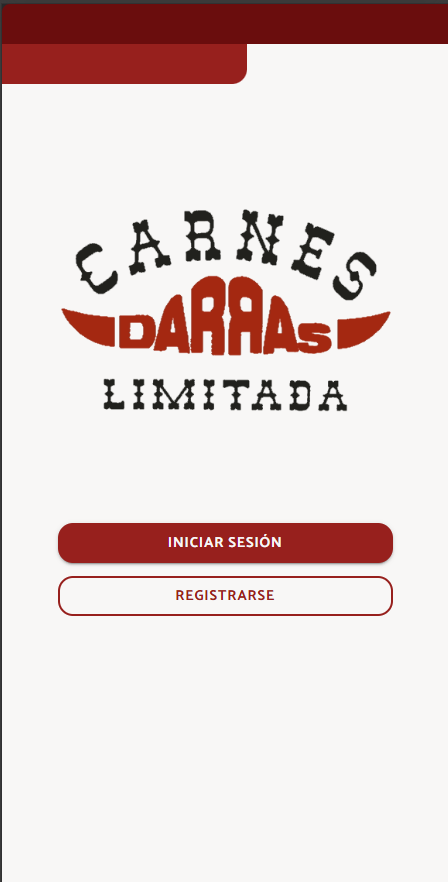 CARNES
DARRAS
LIMITADA
INICIAR SESIÓN
REGISTRARSE